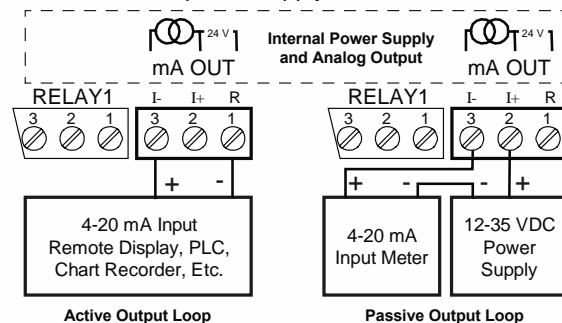 24 V
mA OUT
Internal Power Supply
and Analog Output
24 V
mA OUT
RELAY1 I- I+ R
3 2 1 3 2 1
+ -
4-20 mA Input
Remote Display, PLC,
Chart Recorder, Etc.
Active Output Loop
RELAY1 I- I+ R
3 2 1 3 2 1
+ - - +
4-20 mA
Input Meter
12-35 VDC
Power
Supply
Passive Output Loop